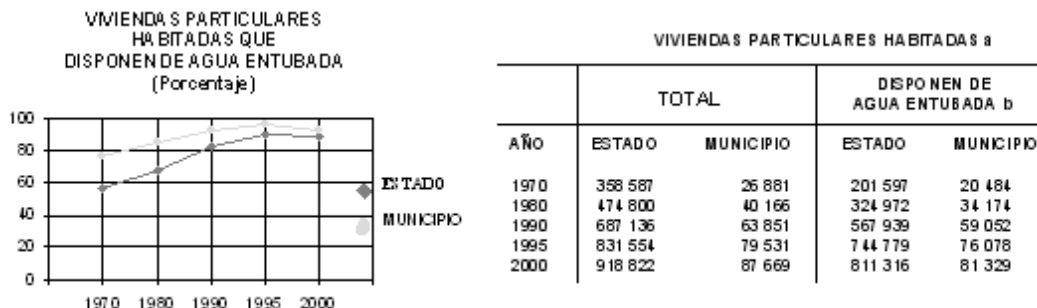 VIVIENDAS PARTICULARES
HABITADAS QUE
DISPONEN DE AGUA ENTUBADA
(Porcentaje)
100
80
60
40
20
0
1970 1980 1990 1995 2000
ESTADO
MUNICIPIO
VIVIENDAS PARTICULARES HABITADAS a
TOTAL
DISPONEN DE
AGUA ENTUBADA b
AÑO ESTADO MUNICIPIO ESTADO MUNICIPIO
1970 358 587 26 881 201 597 20 484
1980 474 800 40 166 324 972 34 174
1990 687 136 63 851 567 939 59 052
1995 831 554 79 531 744 779 76 078
2000 918 822 87 669 811 316 81 329